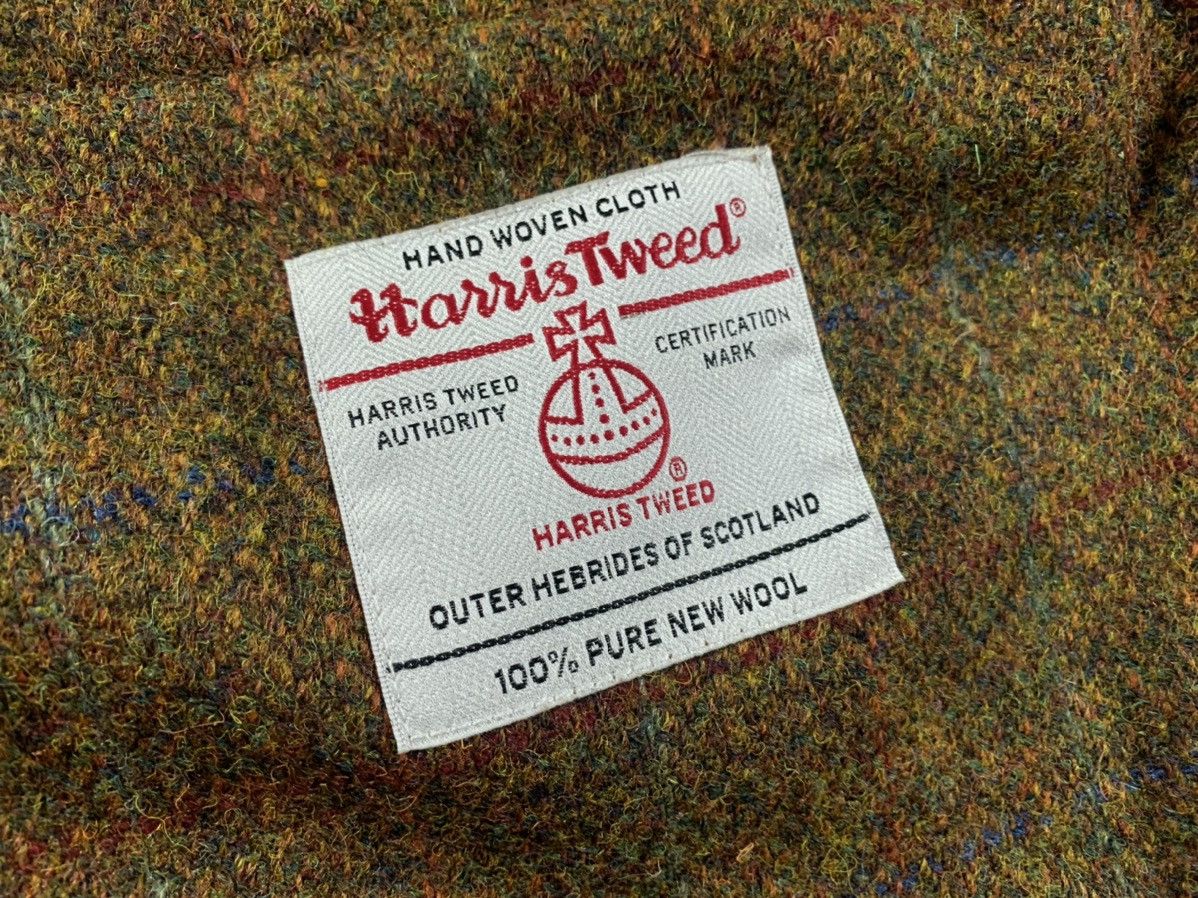 HAND WOVEN CLOTH
Harris Tweed®
HARRIS TWEED
AUTHORITY
CERTIFICATION
MARK
®
HARRIS TWEED
OUTER HEBRIDES OF SCOTLAND
100% PURE NEW WOOL